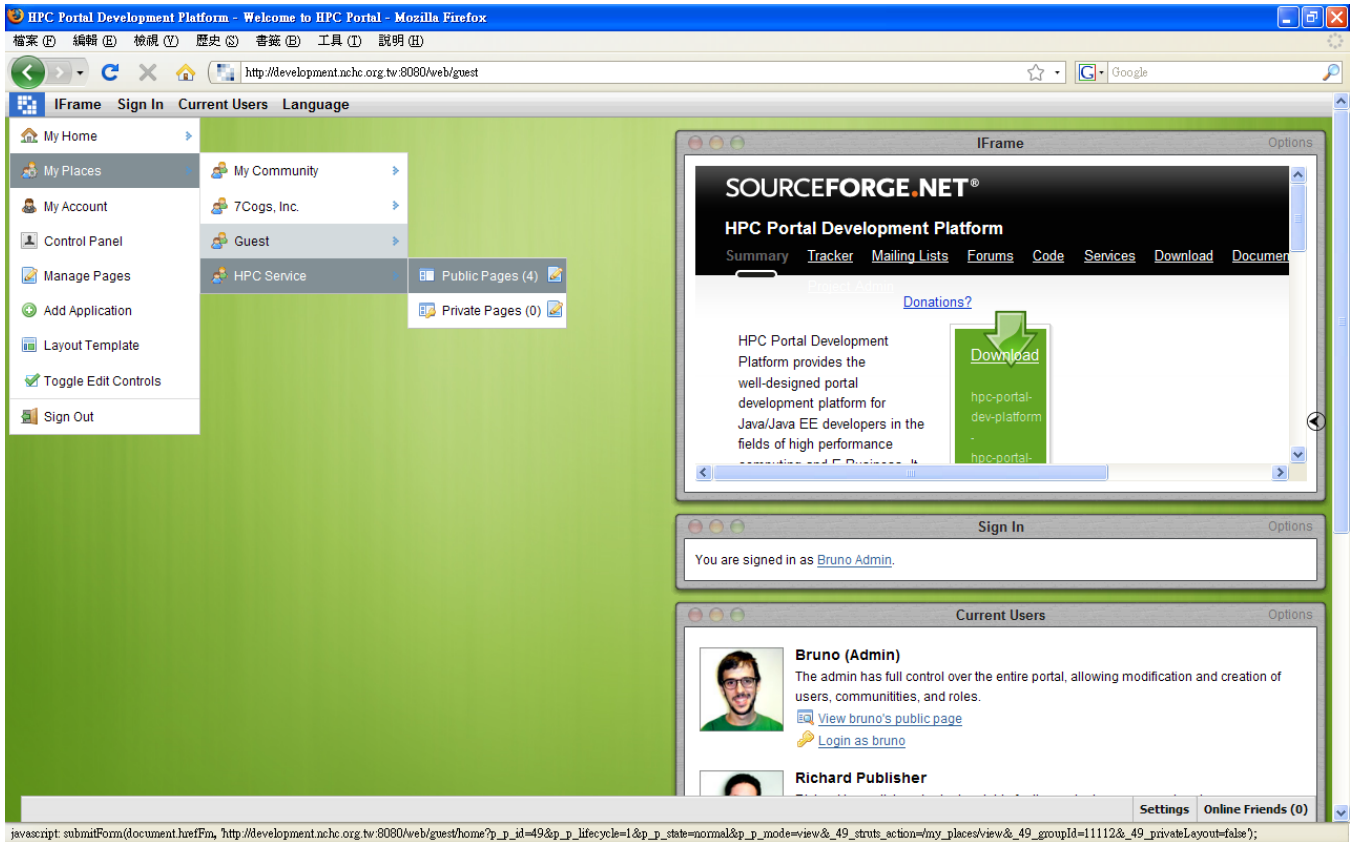 HPC Portal Development Platform - Welcome to HPC Portal - Mozilla Firefox
檔案(F) 編輯(E) 檢視(V) 歷史(S) 書籤(B) 工具(T) 說明(H)
http://development.nchc.org.tw:8080/web/guest
Google
IFrame Sign In Current Users Language
My Home
My Places
My Account
Control Panel
Manage Pages
Add Application
Layout Template
Toggle Edit Controls
Sign Out
My Community
7Cogs, Inc.
Guest
HPC Service
Public Pages (4)
Private Pages (0)
IFrame Options
SOURCEFORGE.NET®
HPC Portal Development Platform
Summary Tracker Mailing Lists Forums Code Services Download Documen
Project Admin
Donations?
HPC Portal Development
Platform provides the
well-designed portal
development platform for
Java/Java EE developers in the
fields of high performance
computing and E-Business. It
Download
hpc-portal-
dev-platform
-
hpc-portal-
Sign In Options
You are signed in as Bruno Admin.
Current Users Options
Bruno (Admin)
The admin has full control over the entire portal, allowing modification and creation of
users, communitities, and roles.
View bruno's public page
Login as bruno
Richard Publisher
Settings Online Friends (0)
javascript: submitForm(document.hrefFm, 'http://development.nchc.org.tw:8080/web/guest/home?p_p_id=49&p_p_lifecycle=1&p_p_state=normal&p_p_mode=view&_49_struts_action=/my_places/view&_49_groupId=11112&_49_privateLayout=false');